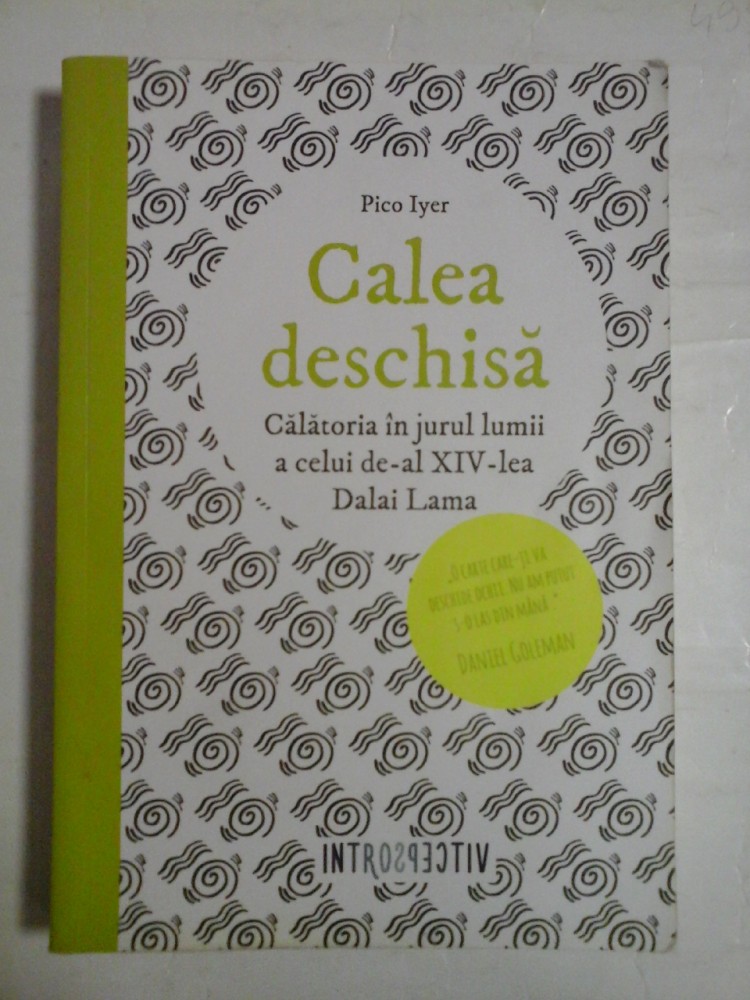 Pico Iyer
Calea
deschisă
Călătoria în jurul lumii
a celui de-al XIV-lea
Dalai Lama
„O carte care-ți va
deschide ochii. Nu am putut
s-o las din mână.”
Daniel Goleman
INTROSPECTIV